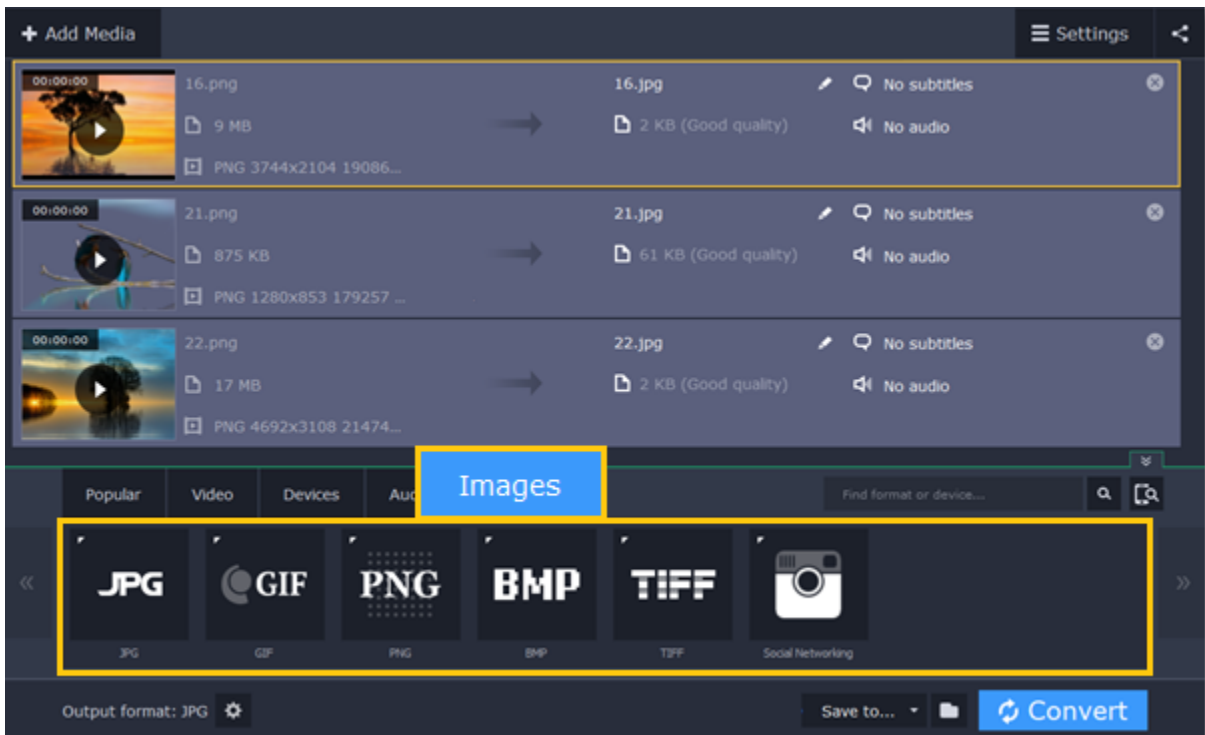 Add Media
Settings
00:00:00
16.png
16.jpg
No subtitles
9 MB
2 KB (Good quality)
No audio
PNG 3744x2104 19086...
00:00:00
21.png
21.jpg
No subtitles
875 KB
61 KB (Good quality)
No audio
PNG 1280x853 179257 ...
00:00:00
22.png
22.jpg
No subtitles
17 MB
2 KB (Good quality)
No audio
PNG 4692x3108 21474...
Popular
Video
Devices
Aud
Images
Find format or device...
JPG
GIF
PNG
BMP
TIFF
JPG
GIF
PNG
BMP
TIFF
Social Networking
Output format: JPG
Save to...
Convert